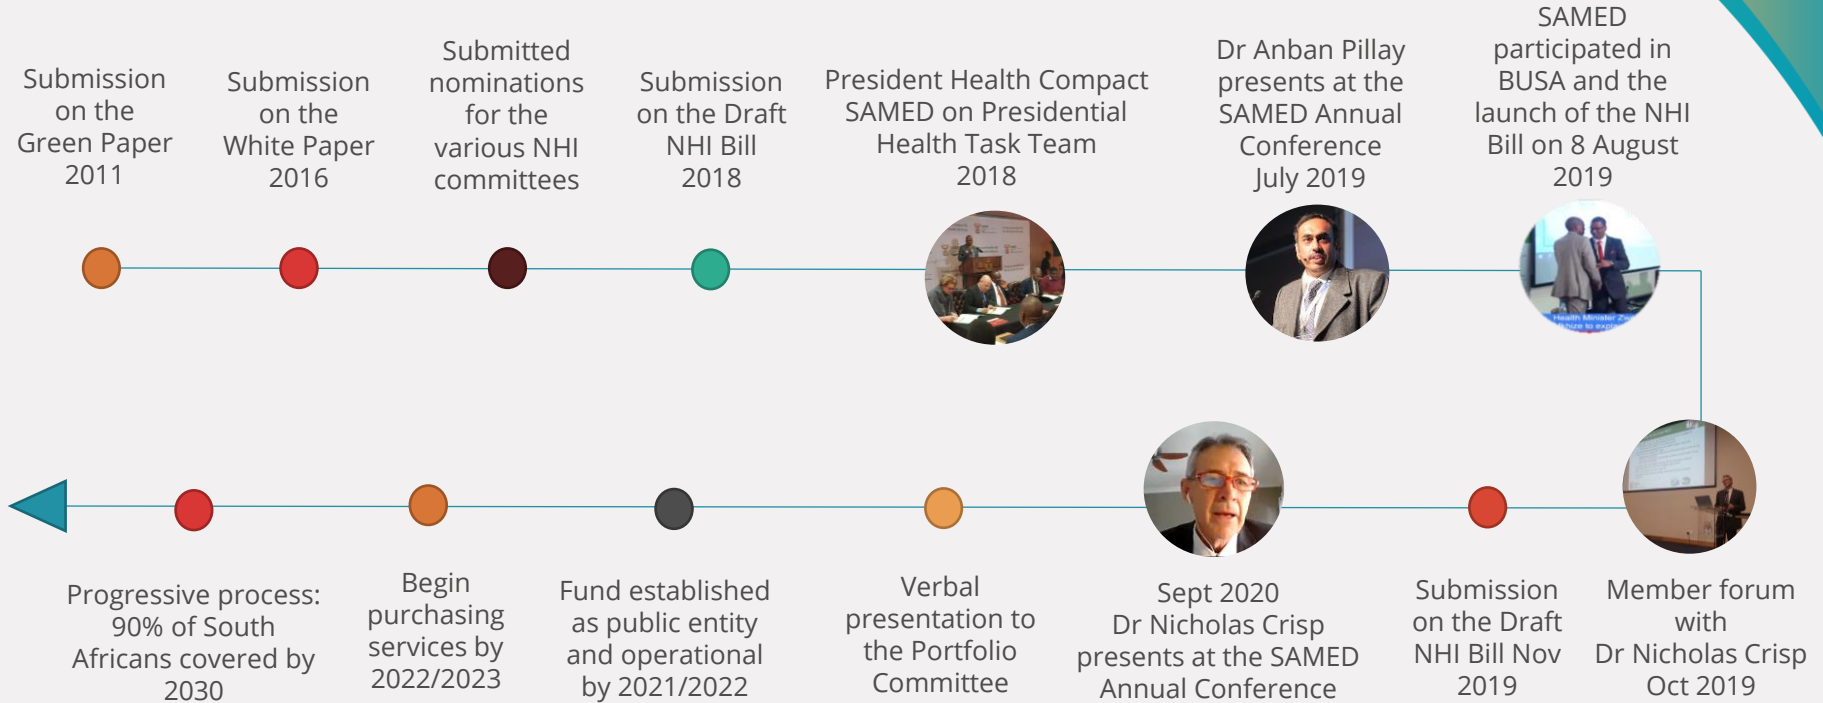 Submission
on the
Green Paper
2011
Submission
on the
White Paper
2016
Submitted
nominations
for the
various NHI
committees
Submission
on the Draft
NHI Bill
2018
President Health Compact
SAMED on Presidential
Health Task Team
2018
Dr Anban Pillay
presents at the
SAMED Annual
Conference
July 2019
SAMED
participated in
BUSA and the
launch of the NHI
Bill on 8 August
2019
Health Minister Zw
khize to expla
Member forum
with
Dr Nicholas Crisp
Oct 2019
Submission
on the Draft
NHI Bill Nov
2019
Sept 2020
Dr Nicholas Crisp
presents at the SAMED
Annual Conference
Verbal
presentation to
the Portfolio
Committee
Fund established
as public entity
and operational
by 2021/2022
Begin
purchasing
services by
2022/2023
Progressive process:
90% of South
Africans covered by
2030